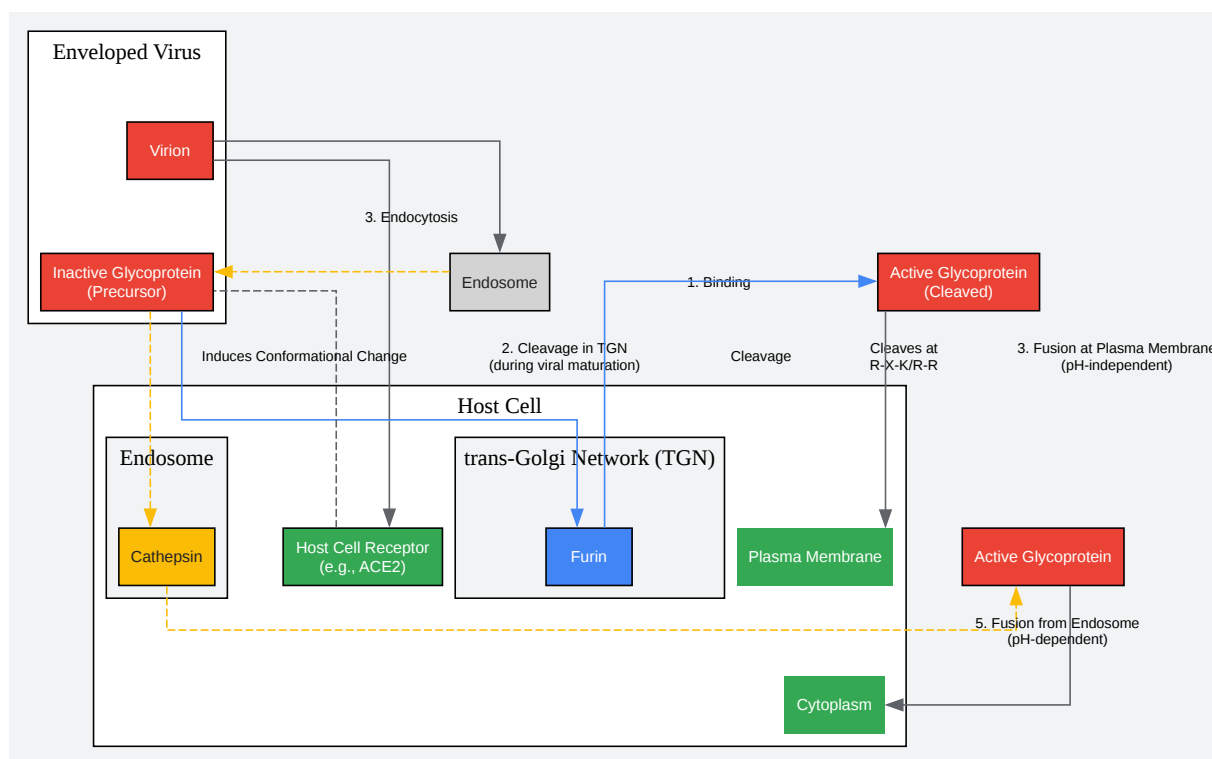 Enveloped Virus
Virion
3. Endocytosis
Inactive Glycoprotein
(Precursor)
Endosome
1. Binding
Active Glycoprotein
(Cleaved)
Induces Conformational Change
2. Cleavage in TGN
(during viral maturation)
Cleavage
Cleaves at
R-X-K/R-R
3. Fusion at Plasma Membrane
(pH-independent)
Host Cell
Endosome
trans-Golgi Network (TGN)
Cathepsin
Host Cell Receptor
(e.g., ACE2)
Furin
Plasma Membrane
Active Glycoprotein
5. Fusion from Endosome
(pH-dependent)
Cytoplasm